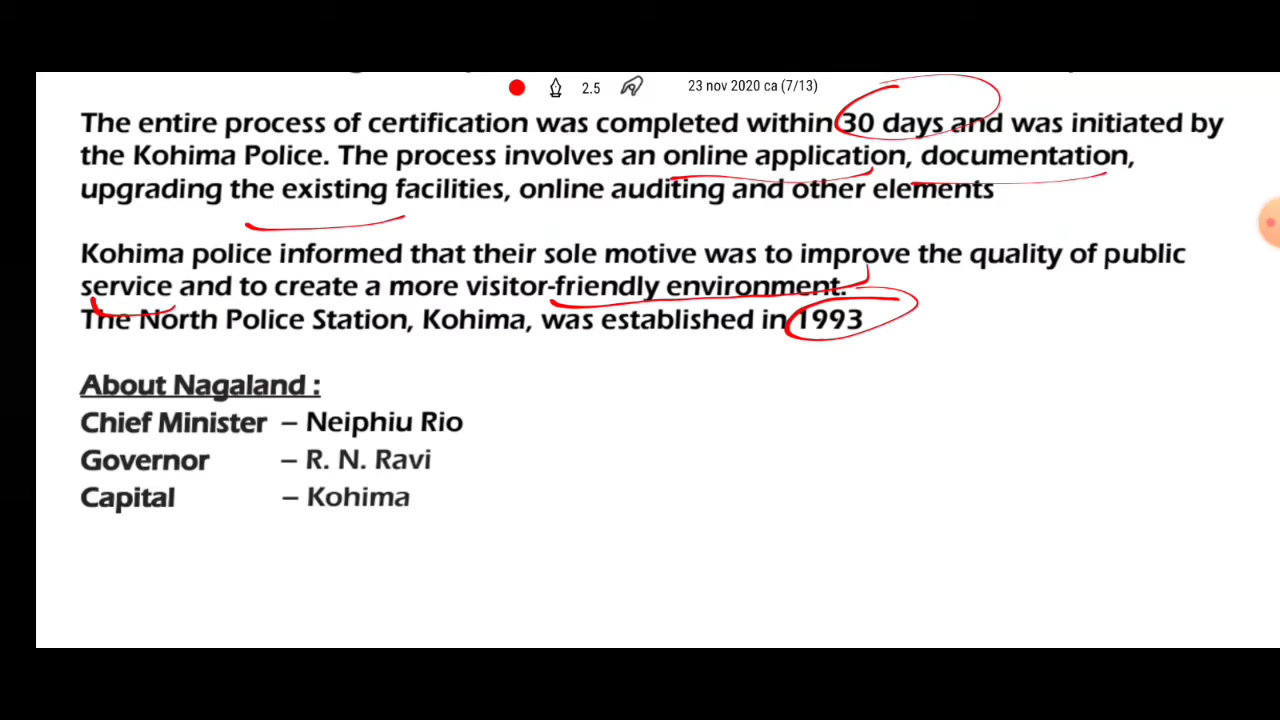 2.5 23 nov 2020 ca (7/13)
The entire process of certification was completed within 30 days and was initiated by
the Kohima Police. The process involves an online application, documentation,
upgrading the existing facilities, online auditing and other elements
Kohima police informed that their sole motive was to improve the quality of public
service and to create a more visitor-friendly environment.
The North Police Station, Kohima, was established in 1993
About Nagaland :
Chief Minister – Neiphiu Rio
Governor – R. N. Ravi
Capital – Kohima